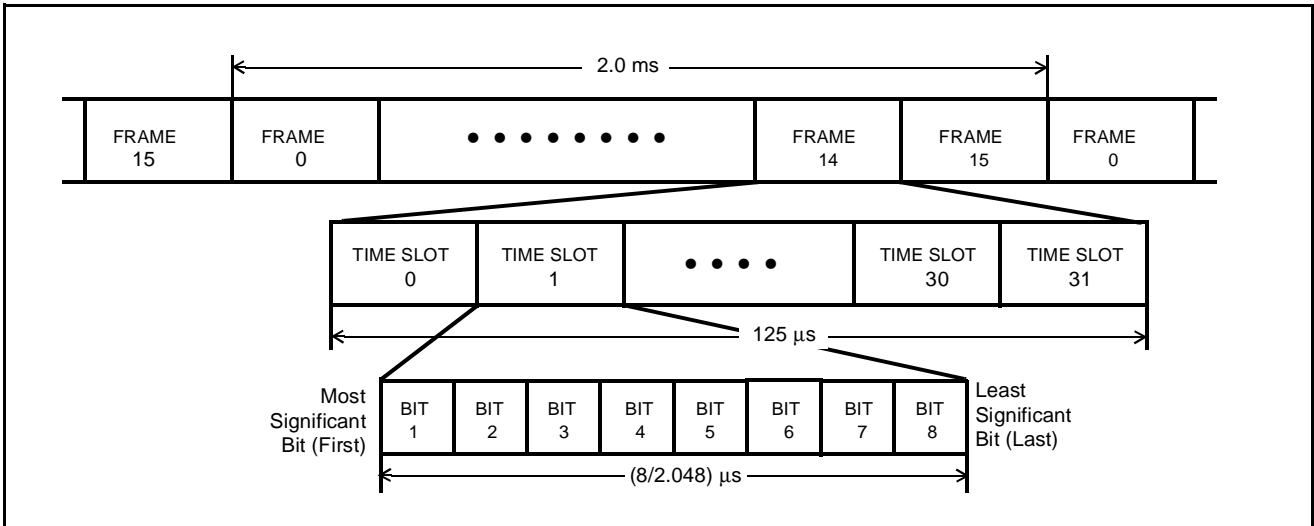 2.0 ms
FRAME
15
FRAME
0
FRAME
14
FRAME
15
FRAME
0
TIME SLOT
0
TIME SLOT
1
TIME SLOT
30
TIME SLOT
31
125 μs
Most
Significant
Bit (First)
BIT
1
BIT
2
BIT
3
BIT
4
BIT
5
BIT
6
BIT
7
BIT
8
Least
Significant
Bit (Last)
(8/2.048) μs